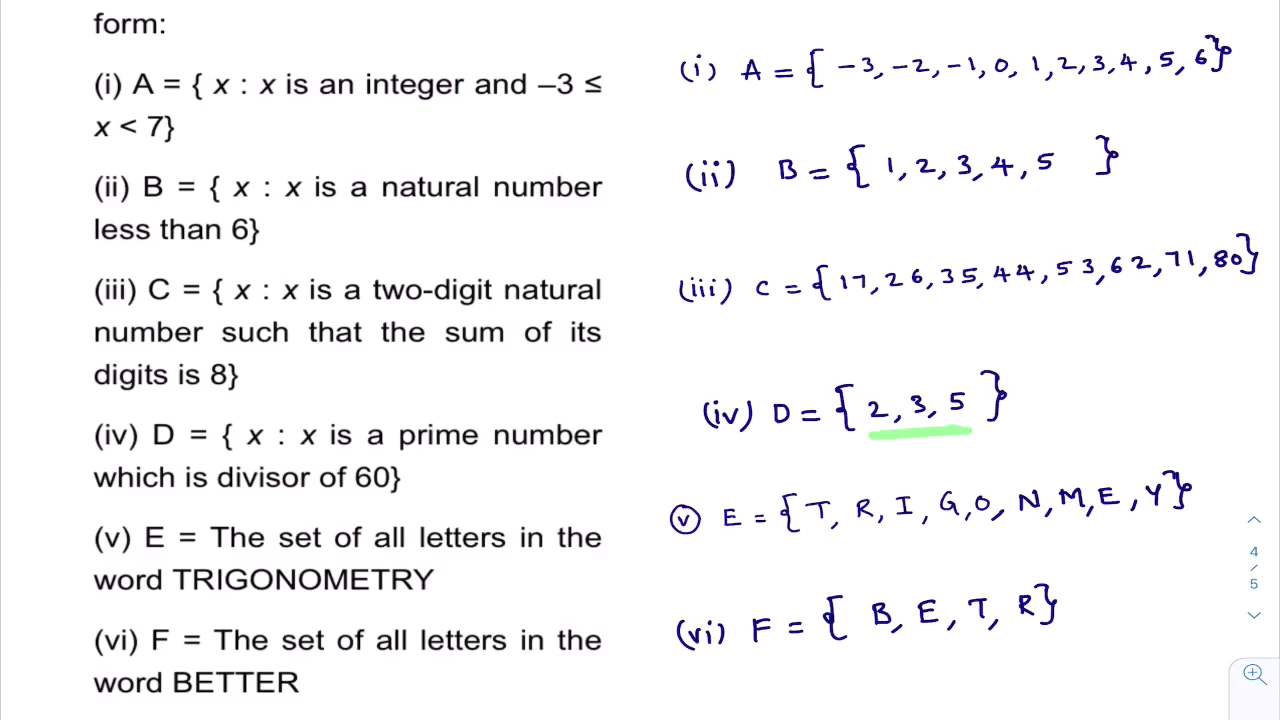 form:
(i) A = { x : x is an integer and –3 ≤
x < 7}
(ii) B = { x : x is a natural number
less than 6}
(iii) C = { x : x is a two-digit natural
number such that the sum of its
digits is 8}
(iv) D = { x : x is a prime number
which is divisor of 60}
(v) E = The set of all letters in the
word TRIGONOMETRY
(vi) F = The set of all letters in the
word BETTER
(i) A = { -3, -2, -1, 0, 1, 2, 3, 4, 5, 6}
(ii) B = { 1, 2, 3, 4, 5 }
(iii) C = {17, 26, 35, 44, 53, 62, 71, 80}
(iv) D = { 2, 3, 5 }
(v) E = { T, R, I, G, O, N, M, E, Y}
(vi) F = { B, E, T, R}
4
/
5